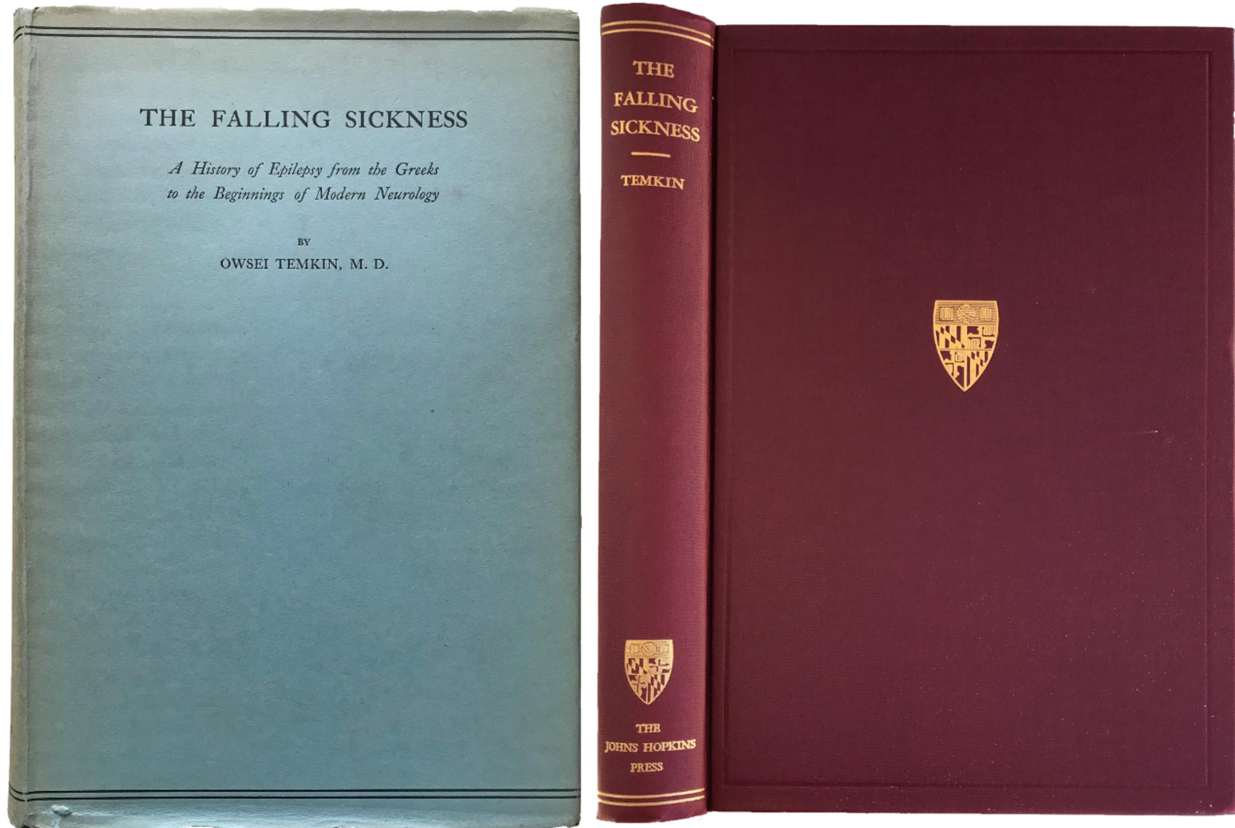 THE FALLING SICKNESS
A History of Epilepsy from the Greeks
to the Beginnings of Modern Neurology
BY
OWSEI TEMKIN, M. D.
THE
FALLING
SICKNESS
TEMKIN
THE
JOHNS HOPKINS
PRESS